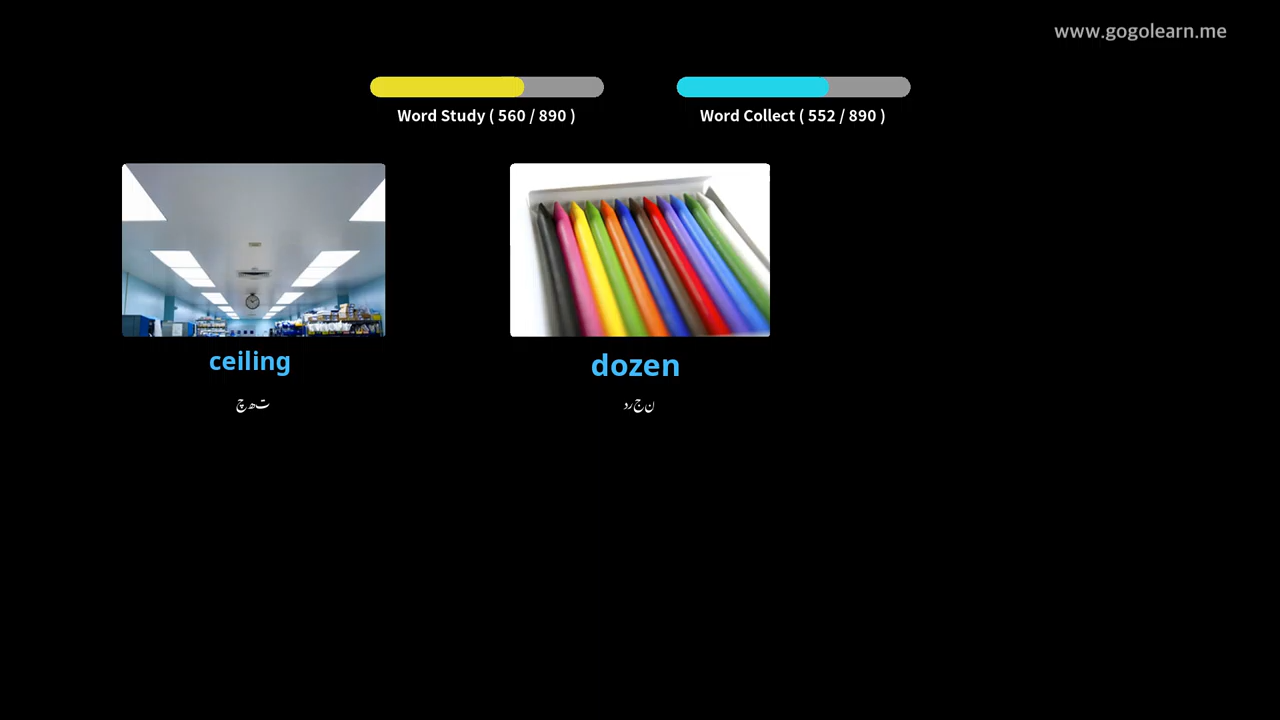 www.gogolearn.me
Word Study ( 560 / 890 )
Word Collect ( 552 / 890 )
ceiling
چھت
dozen
درجن